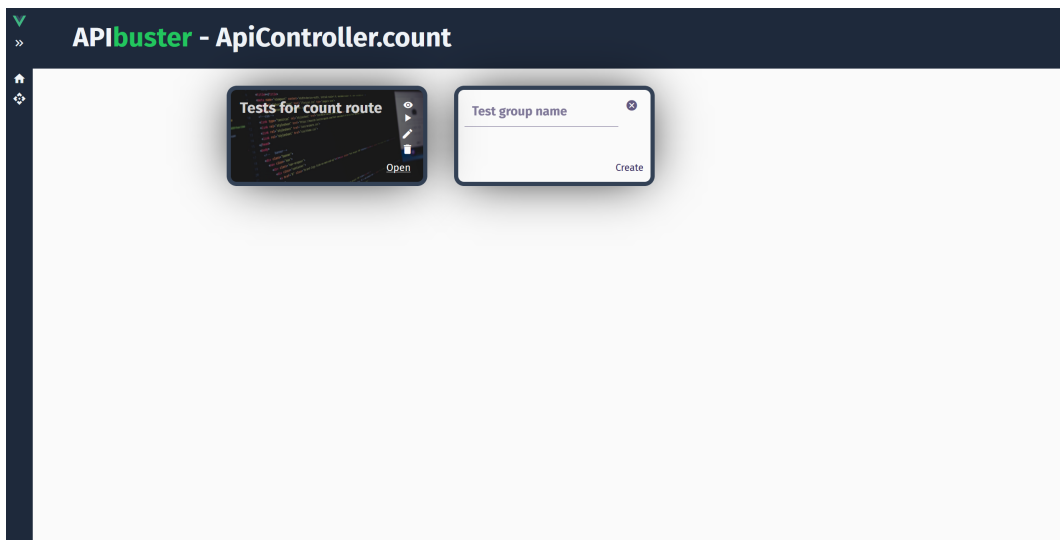 APIbuster - ApiController.count
Tests for count route
Open
Test group name
Create